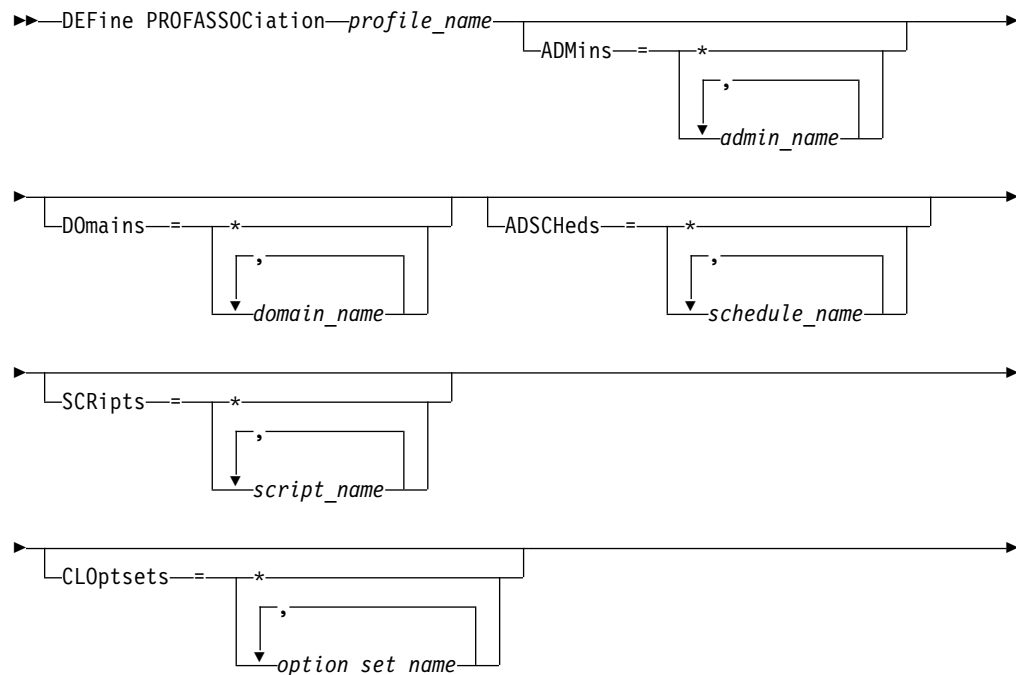 DEFine PROFASSOCiation profile_name
ADMins = *
,
admin_name
DOmains = * ADSCHeds = *
, ,
domain_name schedule_name
SCRipts = *
,
script_name
CLOptsets = *
,
option set name